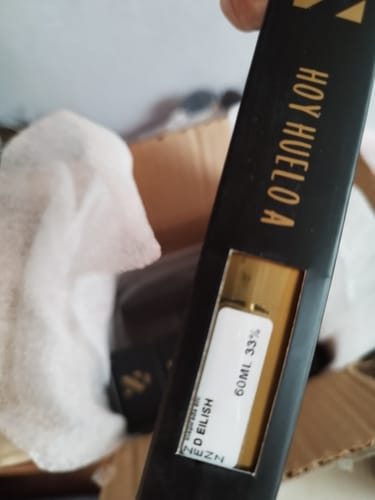 HOY HUELO A
D EILISH
60ML 33%